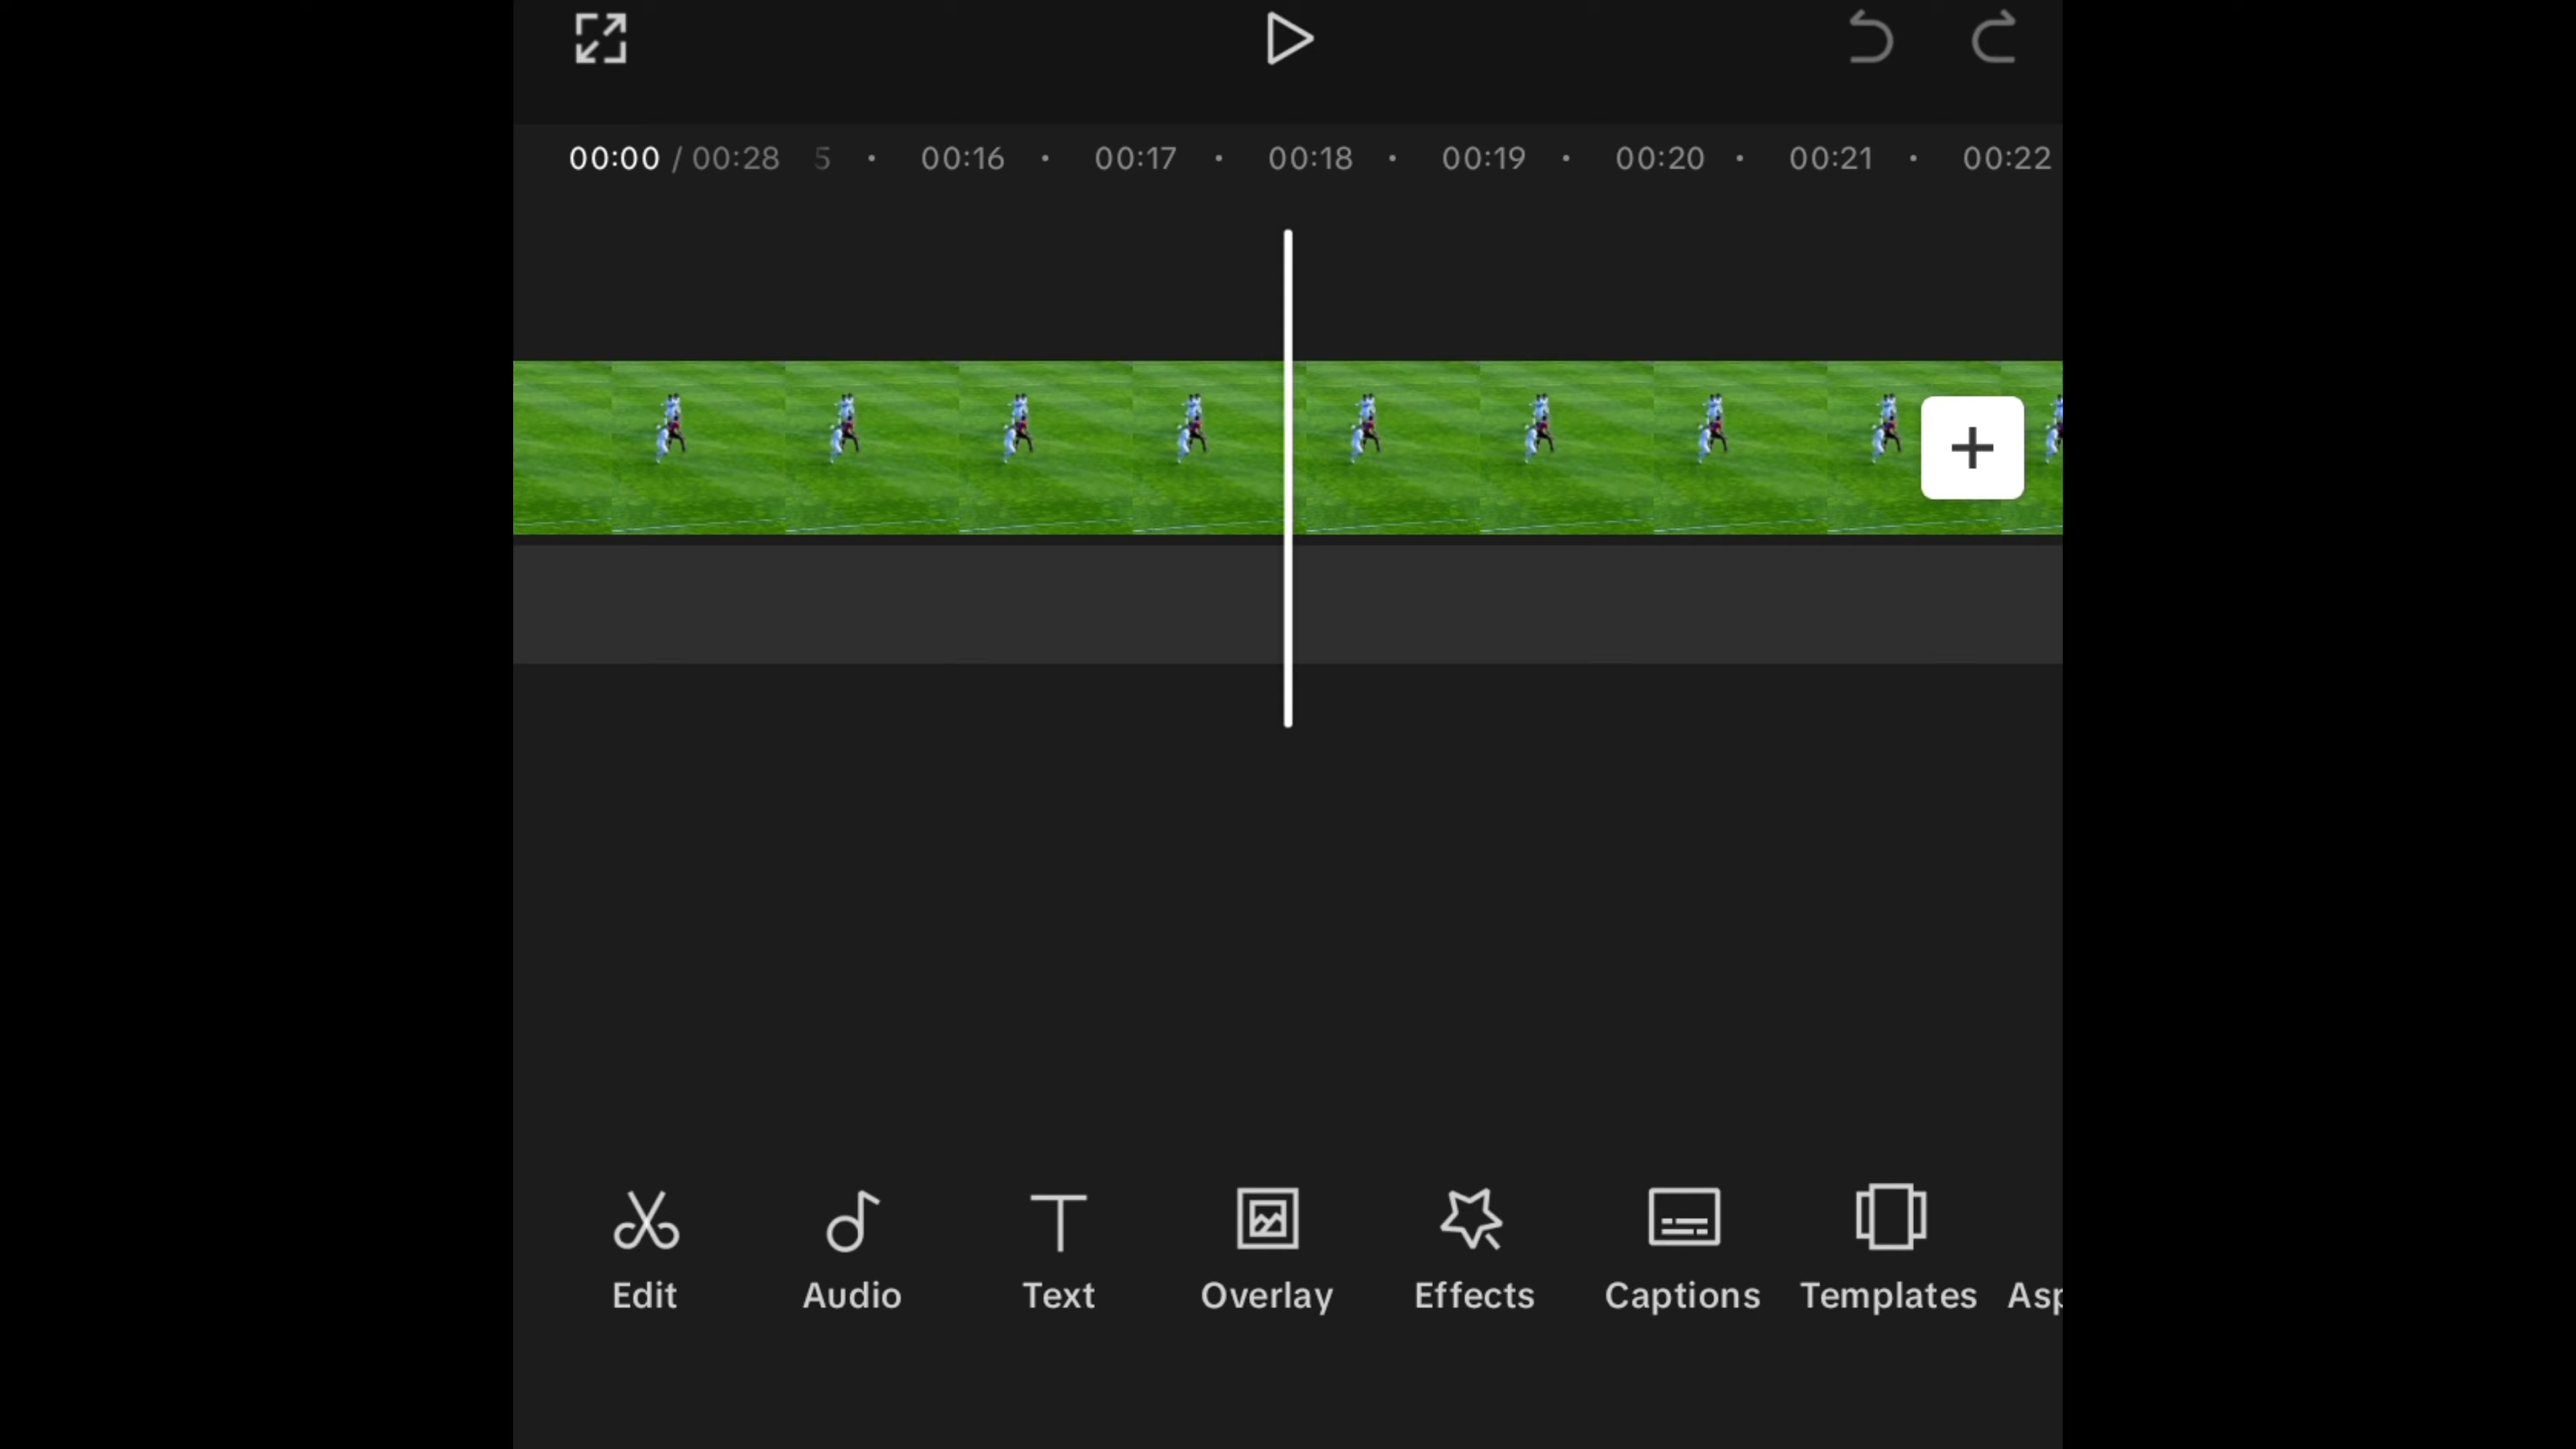 00:00 / 00:28 5 · 00:16 · 00:17 · 00:18 · 00:19 · 00:20 · 00:21 · 00:22
Edit Audio Text Overlay Effects Captions Templates Asp